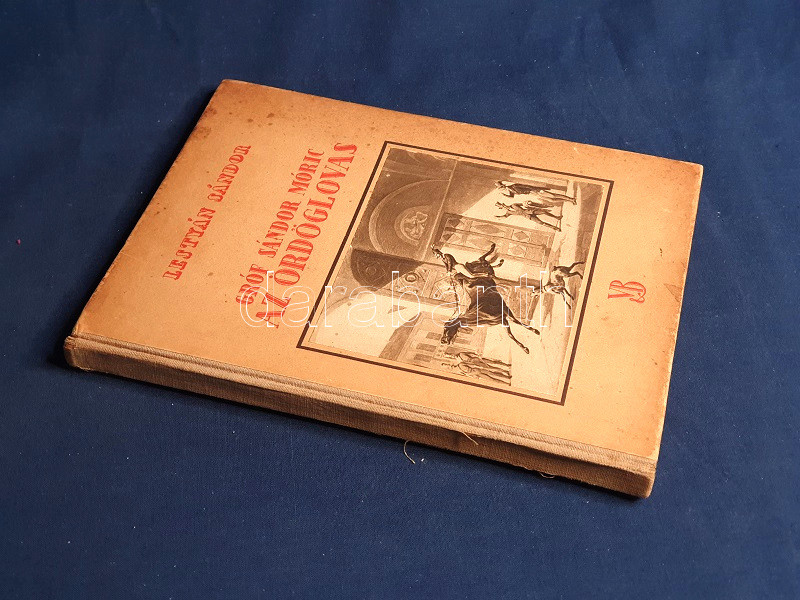 LESTYÁN SÁNDOR
GRÓF SÁNDOR MÓRIC
AZ ÖRDÖGLOVAS
darabanth